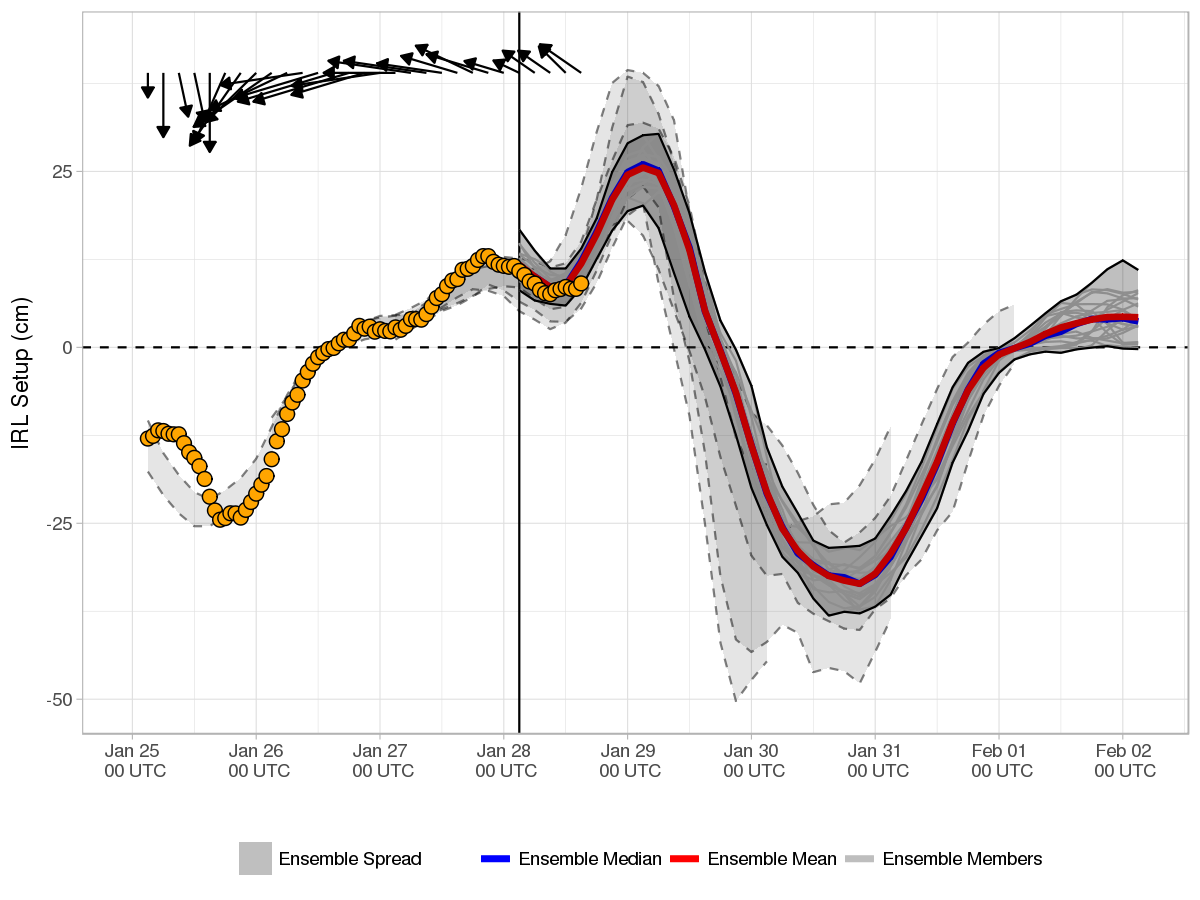 IRL Setup (cm)
25
0
-25
-50
Jan 25 Jan 26 Jan 27 Jan 28 Jan 29 Jan 30 Jan 31 Feb 01 Feb 02
00 UTC 00 UTC 00 UTC 00 UTC 00 UTC 00 UTC 00 UTC 00 UTC 00 UTC
Ensemble Spread Ensemble Median Ensemble Mean Ensemble Members